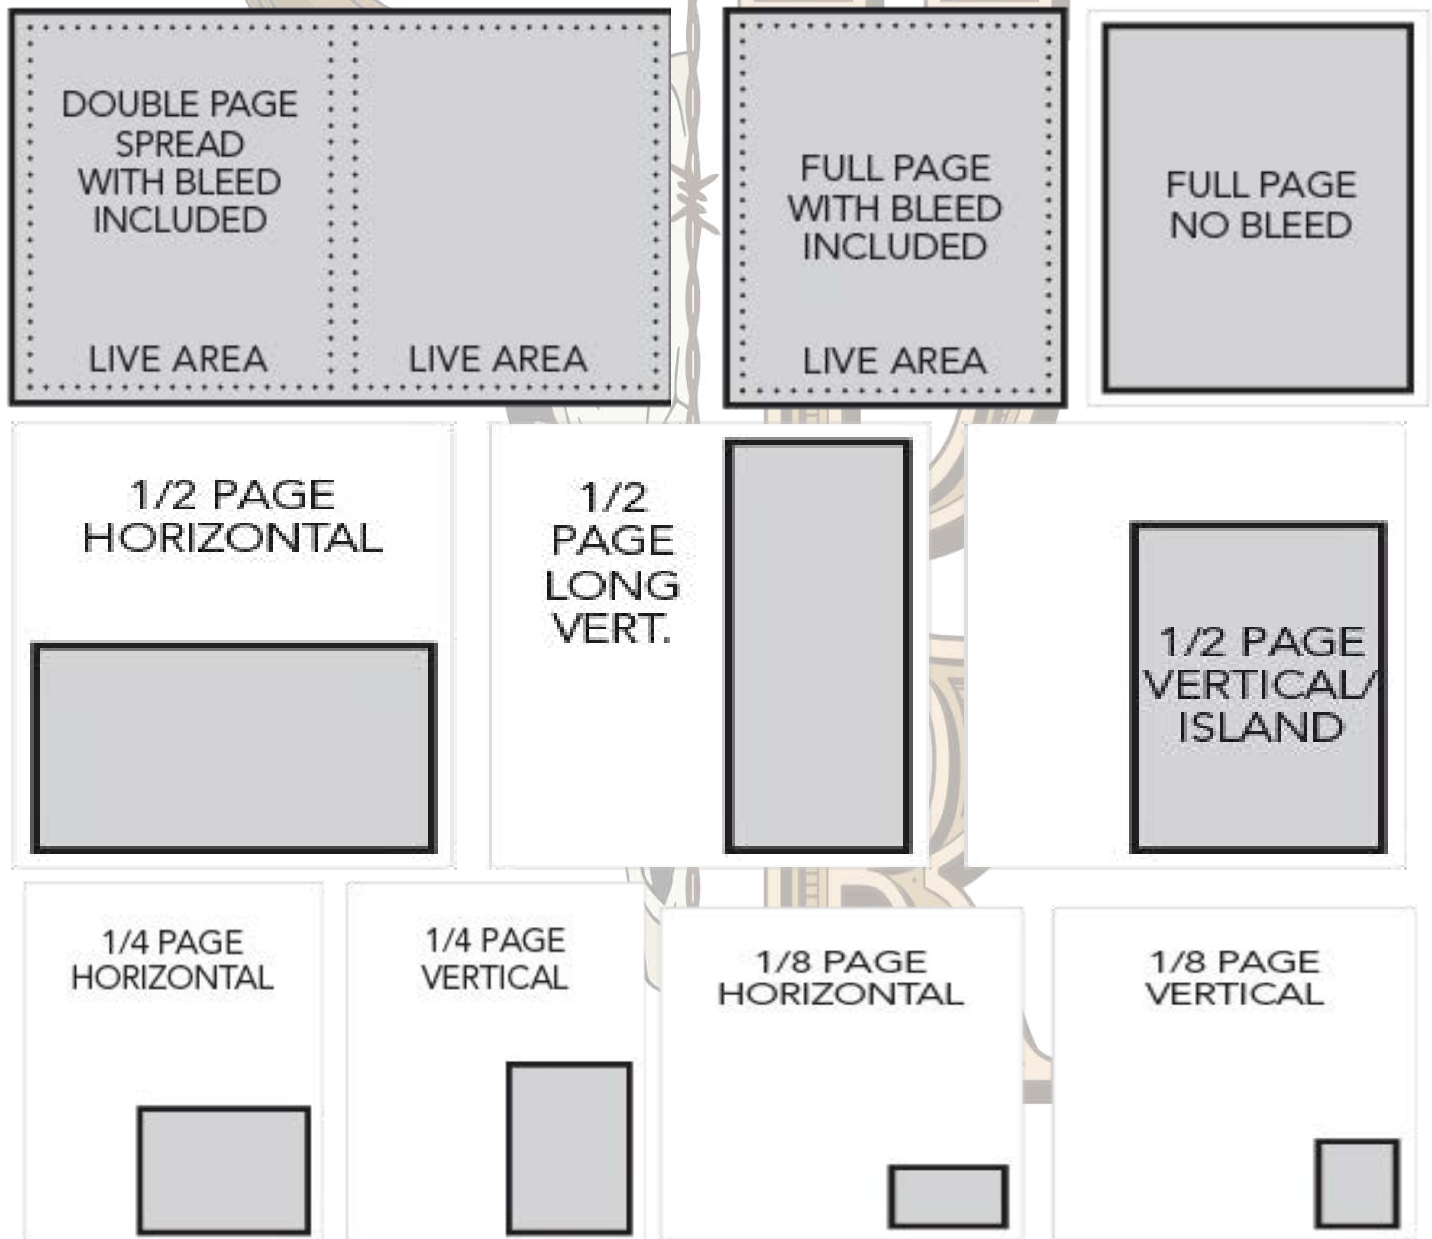 DOUBLE PAGE
SPREAD
WITH BLEED
INCLUDED
LIVE AREA
LIVE AREA
FULL PAGE
WITH BLEED
INCLUDED
LIVE AREA
FULL PAGE
NO BLEED
1/2 PAGE
HORIZONTAL
1/2
PAGE
LONG
VERT.
1/2 PAGE
VERTICAL/
ISLAND
1/4 PAGE
HORIZONTAL
1/4 PAGE
VERTICAL
1/8 PAGE
HORIZONTAL
1/8 PAGE
VERTICAL